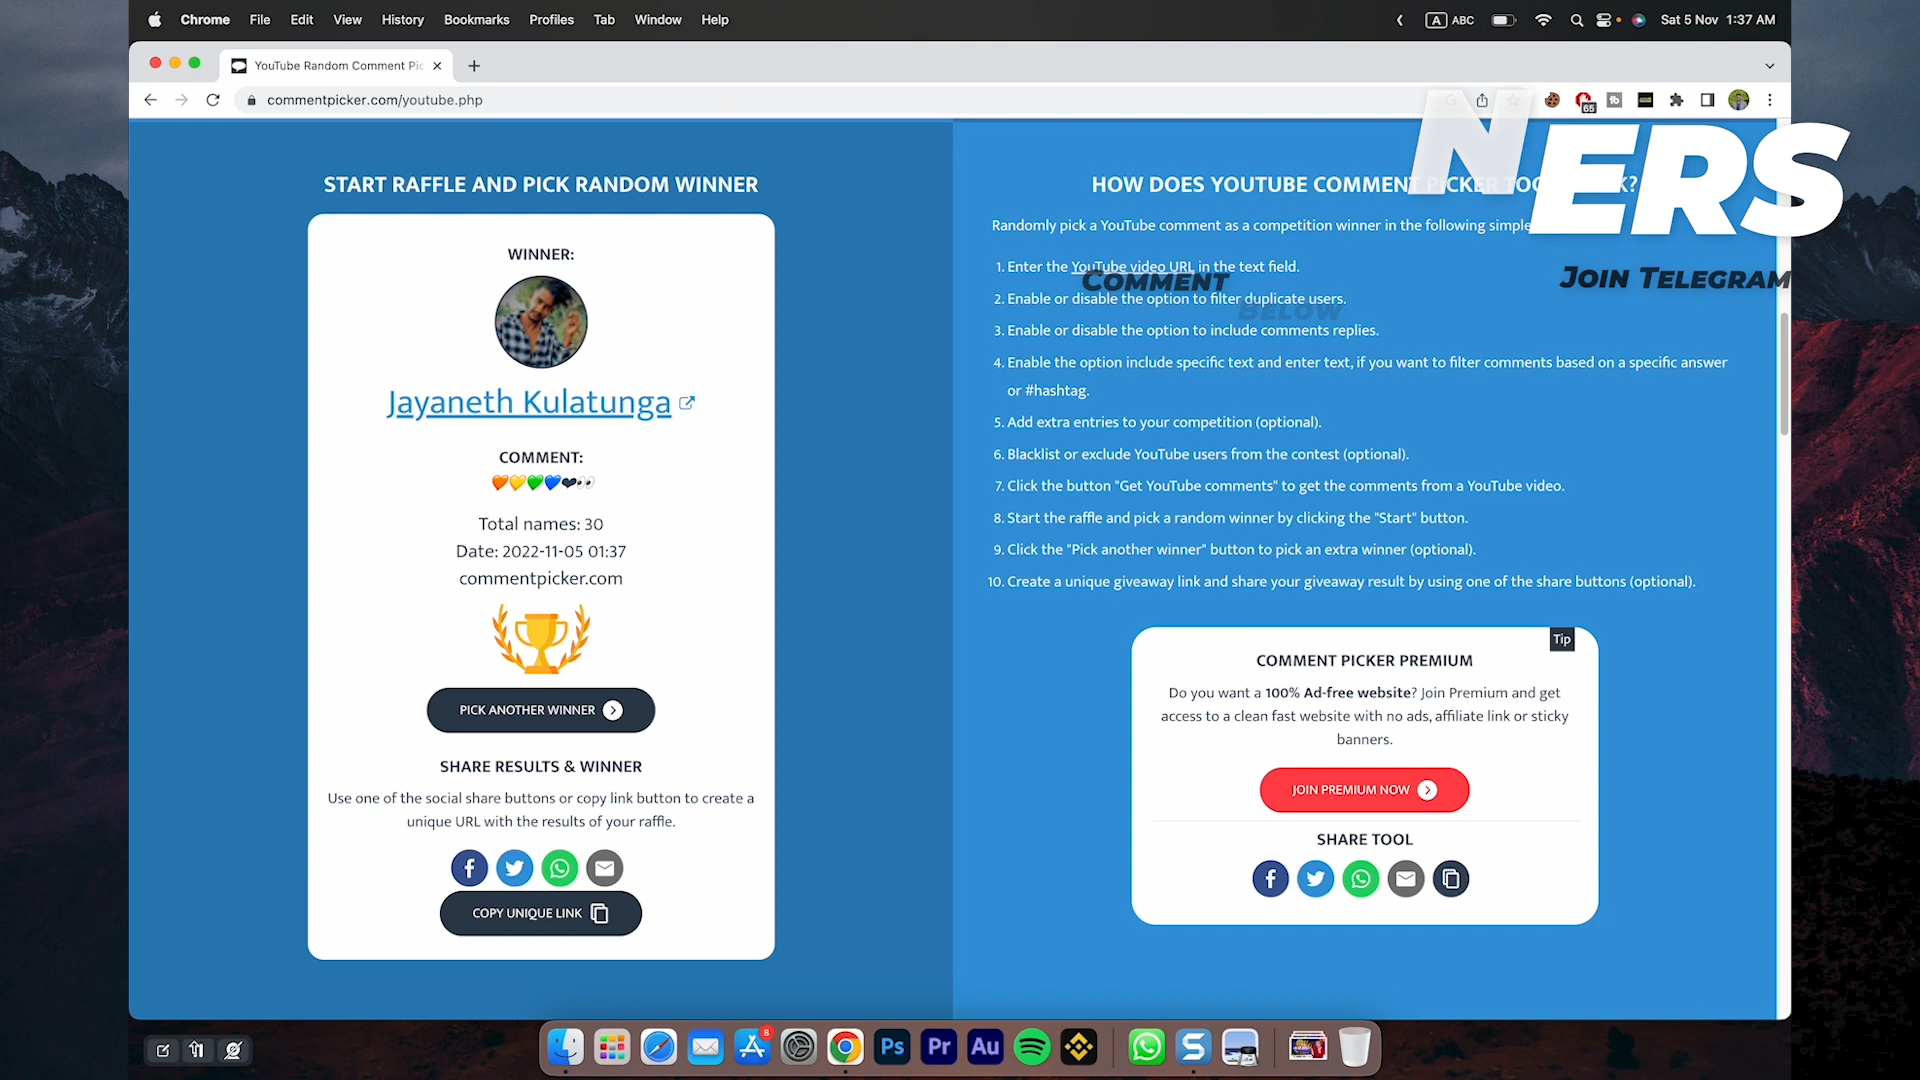 Chrome File Edit View History Bookmarks Profiles Tab Window Help
A ABC Sat 5 Nov 1:37 AM
YouTube Random Comment Pic
commentpicker.com/youtube.php
65
tb
NERS
JOIN TELEGRAM
COMMENT
BELOW
START RAFFLE AND PICK RANDOM WINNER
WINNER:
Jayaneth Kulatunga
COMMENT:
🧡💛💚💙🖤👀
Total names: 30
Date: 2022-11-05 01:37
commentpicker.com
PICK ANOTHER WINNER
SHARE RESULTS & WINNER
Use one of the social share buttons or copy link button to create a
unique URL with the results of your raffle.
COPY UNIQUE LINK
HOW DOES YOUTUBE COMMENT PICKER
Randomly pick a YouTube comment as a competition winner in the following simple
1. Enter the YouTube video URL in the text field.
2. Enable or disable the option to filter duplicate users.
3. Enable or disable the option to include comments replies.
4. Enable the option include specific text and enter text, if you want to filter comments based on a specific answer
or #hashtag.
5. Add extra entries to your competition (optional).
6. Blacklist or exclude YouTube users from the contest (optional).
7. Click the button "Get YouTube comments" to get the comments from a YouTube video.
8. Start the raffle and pick a random winner by clicking the "Start" button.
9. Click the "Pick another winner" button to pick an extra winner (optional).
10. Create a unique giveaway link and share your giveaway result by using one of the share buttons (optional).
Tip
COMMENT PICKER PREMIUM
Do you want a 100% Ad-free website? Join Premium and get
access to a clean fast website with no ads, affiliate link or sticky
banners.
JOIN PREMIUM NOW
SHARE TOOL
8
Ps Pr Au